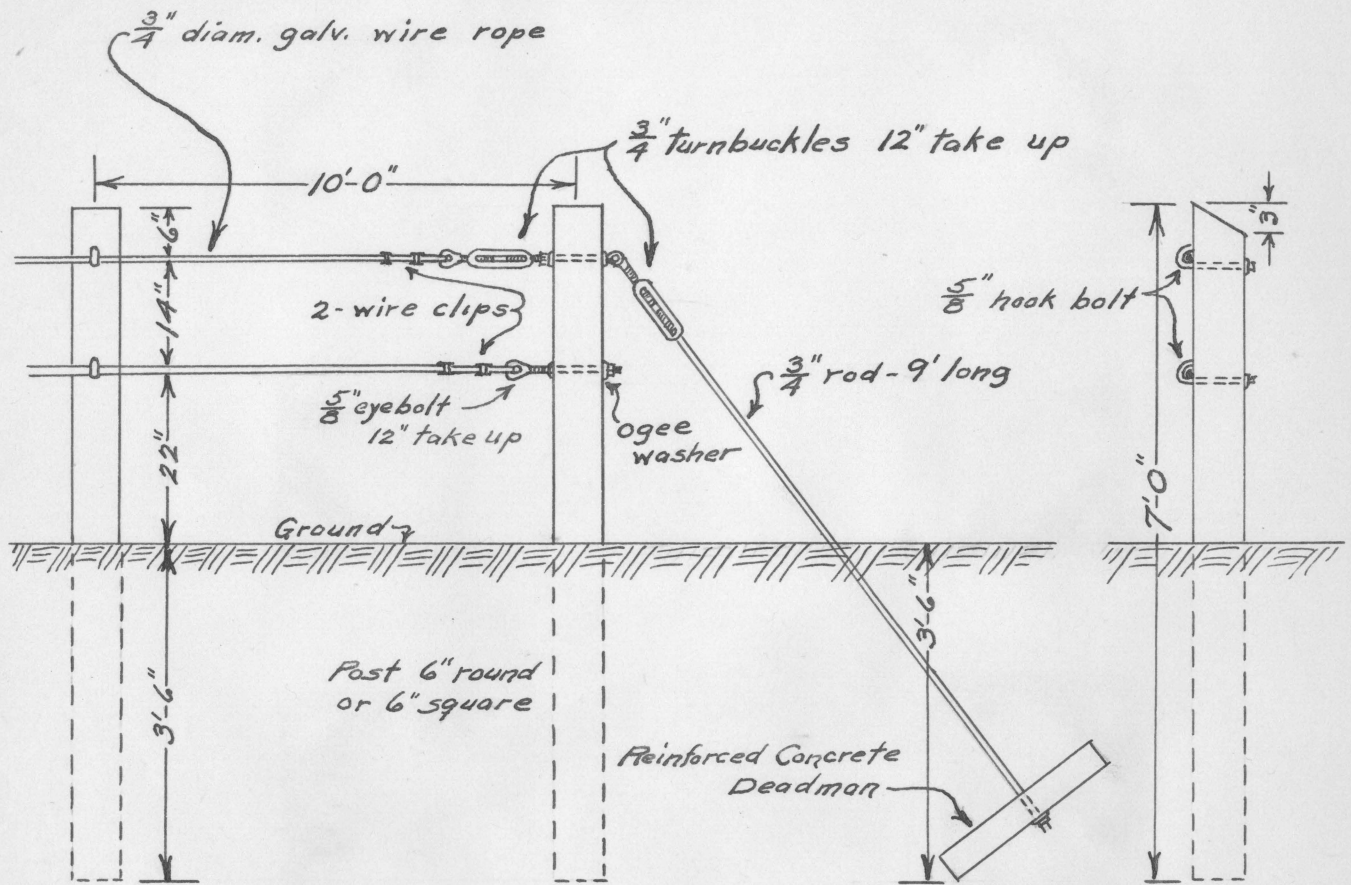 3/4" diam. galv. wire rope
3/4" turnbuckles 12" take up
10'-0"
6"
3"
14"
2-wire clips
5/8" hook bolt
3/4" rod-9' long
5/8" eyebolt
12" take up
ogee
washer
22"
7'-0"
Ground
3'-6"
3'-6"
Post 6" round
or 6" square
Reinforced Concrete
Deadman